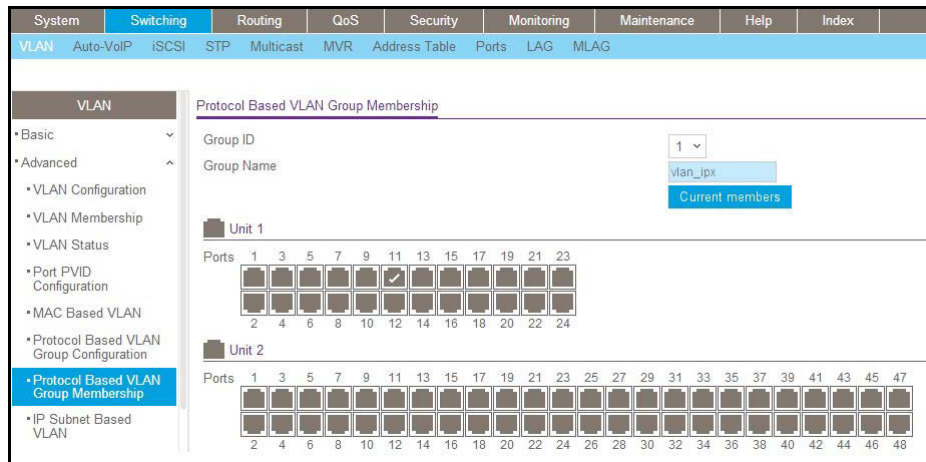 System Switching Routing QoS Security Monitoring Maintenance Help Index
VLAN Auto-VoIP iSCSI STP Multicast MVR Address Table Ports LAG MLAG
VLAN
Basic
Advanced
VLAN Configuration
VLAN Membership
VLAN Status
Port PVID
Configuration
MAC Based VLAN
Protocol Based VLAN
Group Configuration
Protocol Based VLAN
Group Membership
IP Subnet Based
VLAN
Protocol Based VLAN Group Membership
Group ID 1
Group Name vlan_ipx
Current members
Unit 1
Ports 1 3 5 7 9 11 13 15 17 19 21 23
2 4 6 8 10 12 14 16 18 20 22 24
Unit 2
Ports 1 3 5 7 9 11 13 15 17 19 21 23 25 27 29 31 33 35 37 39 41 43 45 47
2 4 6 8 10 12 14 16 18 20 22 24 26 28 30 32 34 36 38 40 42 44 46 48